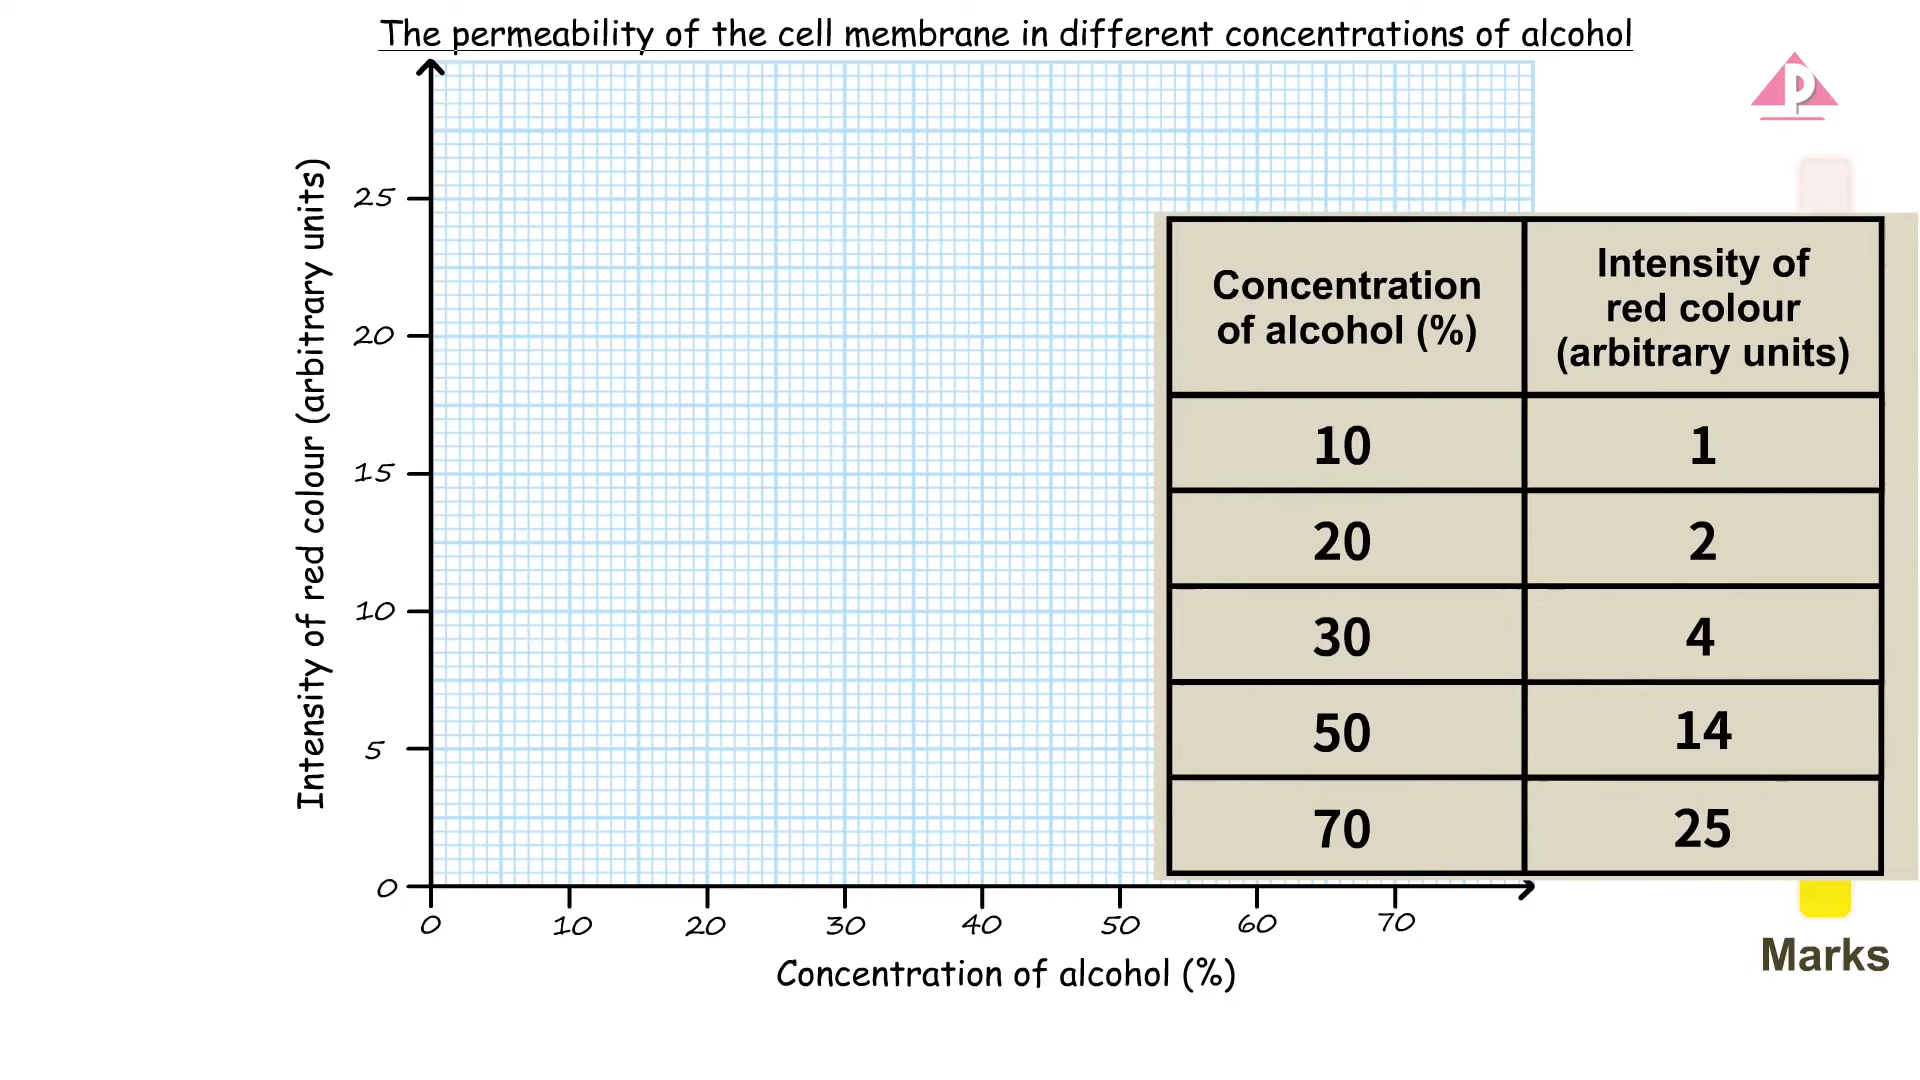 The permeability of the cell membrane in different concentrations of alcohol
P
Intensity of red colour (arbitrary units)
25
20
15
10
5
0
0 10 20 30 40 50 60 70
Concentration of alcohol (%)
Concentration
of alcohol (%)
Intensity of
red colour
(arbitrary units)
10 1
20 2
30 4
50 14
70 25
Marks